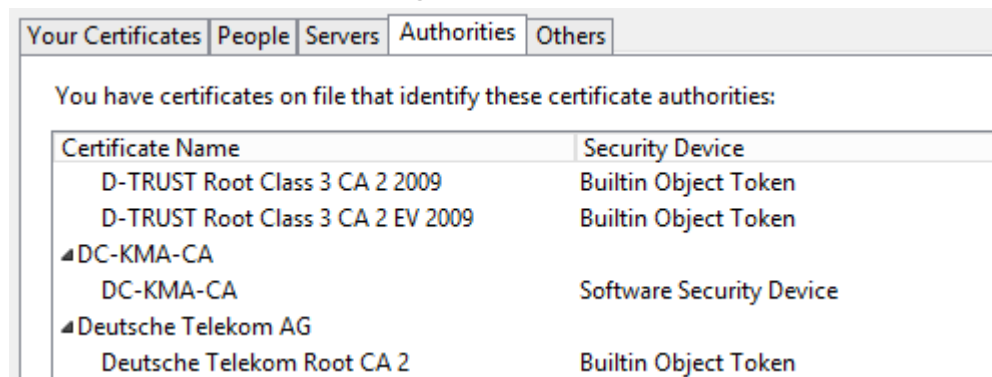 Your Certificates People Servers Authorities Others
You have certificates on file that identify these certificate authorities:
Certificate Name Security Device
D-TRUST Root Class 3 CA 2 2009 Builtin Object Token
D-TRUST Root Class 3 CA 2 EV 2009 Builtin Object Token
DC-KMA-CA
DC-KMA-CA Software Security Device
Deutsche Telekom AG
Deutsche Telekom Root CA 2 Builtin Object Token